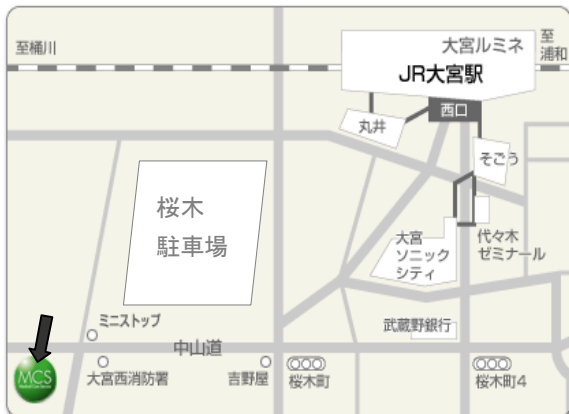 至桶川
大宮ルミネ
JR大宮駅
至
浦和
西口
丸井
そごう
桜木
駐車場
大宮
ソニック
シティ
代々木
ゼミナール
ミニストップ
武蔵野銀行
中山道
MCS
大宮西消防署
吉野屋
桜木町
桜木町4